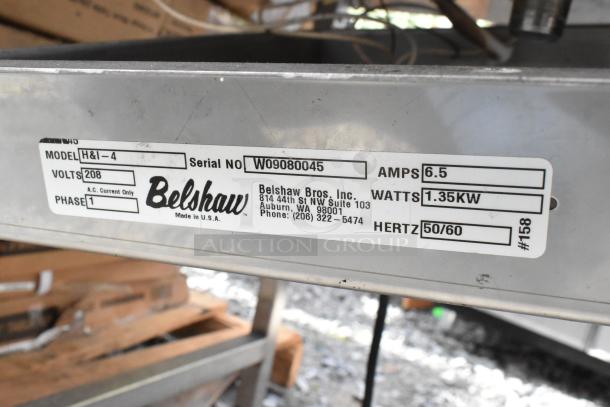 MODEL H&I-4
Serial NO W09080045
AMPS 6.5
VOLTS 208
A.C. Current Only
WATTS 1.35KW
PHASE 1
HERTZ 50/60
Belshaw
Made in U.S.A.
Belshaw Bros, Inc.
814 44th St NW Suite 103
Auburn, WA 98001
Phone: (206) 322-5474
#158
AUCTION GROUP